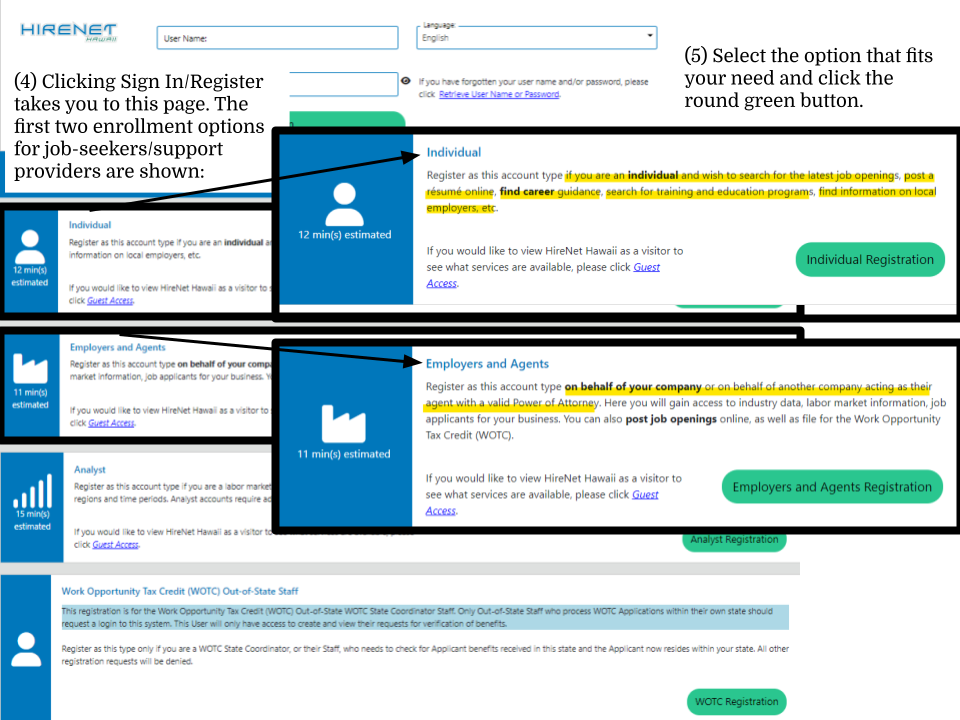 HIRENET
HAWAII
User Name:
Language:
English
(5) Select the option that fits
your need and click the
round green button.
(4) Clicking Sign In/Register
takes you to this page. The
first two enrollment options
for job-seekers/support
providers are shown:
If you have forgotten your user name and/or password, please
click Retrieve User Name or Password.
Individual
Register as this account type if you are an individual and wish to search for the latest job openings, post a
résumé online, find career guidance, search for training and education programs, find information on local
employers, etc.
12 min(s) estimated
If you would like to view HireNet Hawaii as a visitor to
see what services are available, please click Guest
Access.
Individual Registration
Individual
Register as this account type if you are an individual
information on local employers, etc.
12 min(s)
estimated
If you would like to view HireNet Hawaii as a visitor to
click Guest Access.
Employers and Agents
Register as this account type on behalf of your
market information, job applicants for your business.
11 min(s)
estimated
If you would like to view HireNet Hawaii as a visitor to
click Guest Access.
Employers and Agents
Register as this account type on behalf of your company or on behalf of another company acting as their
agent with a valid Power of Attorney. Here you will gain access to industry data, labor market information, job
applicants for your business. You can also post job openings online, as well as file for the Work Opportunity
Tax Credit (WOTC).
11 min(s) estimated
If you would like to view HireNet Hawaii as a visitor to
see what services are available, please click Guest
Access.
Employers and Agents Registration
Analyst
Register as this account type if you are a labor market
regions and time periods. Analyst accounts require
15 min(s)
estimated
If you would like to view HireNet Hawaii as a visitor to
click Guest Access.
Analyst Registration
Work Opportunity Tax Credit (WOTC) Out-of-State Staff
This registration is for the Work Opportunity Tax Credit (WOTC) Out-of-State WOTC State Coordinator Staff. Only Out-of-State Staff who process WOTC Applications within their own state should
request a login to this system. This User will only have access to create and view their requests for verification of benefits.
Register as this type only if you are a WOTC State Coordinator, or their Staff, who needs to check for Applicant benefits received in this state and the Applicant now resides within your state. All other
registration requests will be denied.
WOTC Registration